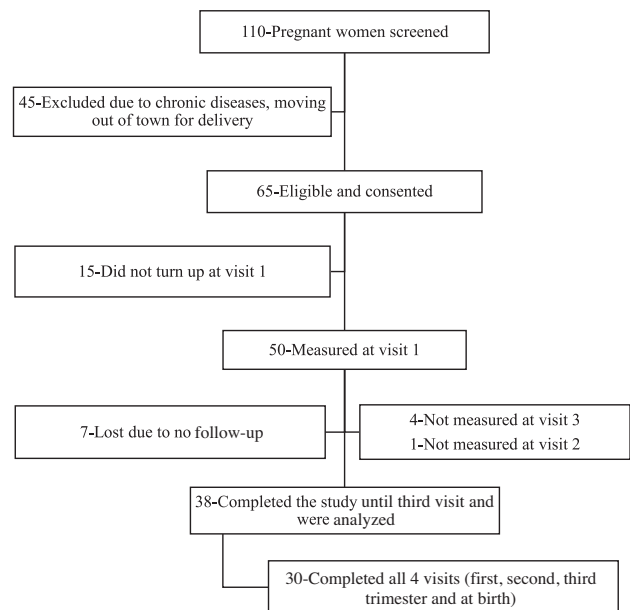 110-Pregnant women screened
45-Excluded due to chronic diseases, moving
out of town for delivery
65-Eligible and consented
15-Did not turn up at visit 1
50-Measured at visit 1
7-Lost due to no follow-up
4-Not measured at visit 3
1-Not measured at visit 2
38-Completed the study until third visit and
were analyzed
30-Completed all 4 visits (first, second, third
trimester and at birth)